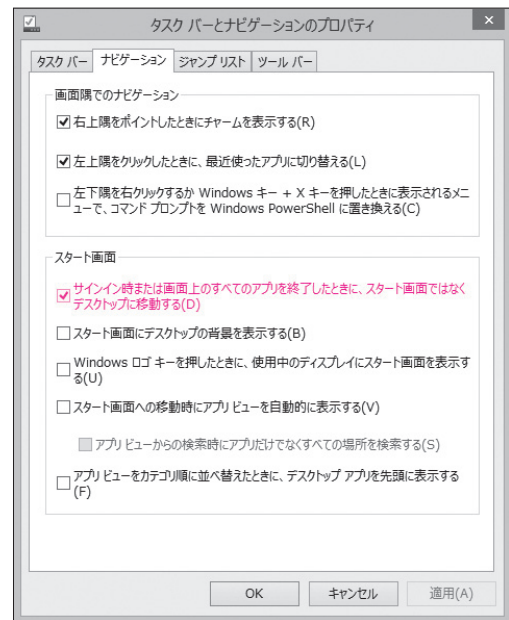 タスク バーとナビゲーションのプロパティ
タスク バー ナビゲーション ジャンプ リスト ツール バー
画面隅でのナビゲーション
右上隅をポイントしたときにチャームを表示する(R)
左上隅をクリックしたときに、最近使ったアプリに切り替える(L)
左下隅を右クリックするか Windows キー + X キーを押したときに表示されるメニ
ューで、コマンド プロンプトを Windows PowerShell に置き換える(C)
スタート画面
サインイン時または画面上のすべてのアプリを終了したときに、スタート画面ではなく
デスクトップに移動する(D)
スタート画面にデスクトップの背景を表示する(B)
Windows ロゴ キーを押したときに、使用中のディスプレイにスタート画面を表示す
る(U)
スタート画面への移動時にアプリ ビューを自動的に表示する(V)
アプリ ビューからの検索時にアプリだけでなくすべての場所を検索する(S)
アプリ ビューをカテゴリ順に並べ替えたときに、デスクトップ アプリを先頭に表示する
(F)
OK キャンセル 適用(A)